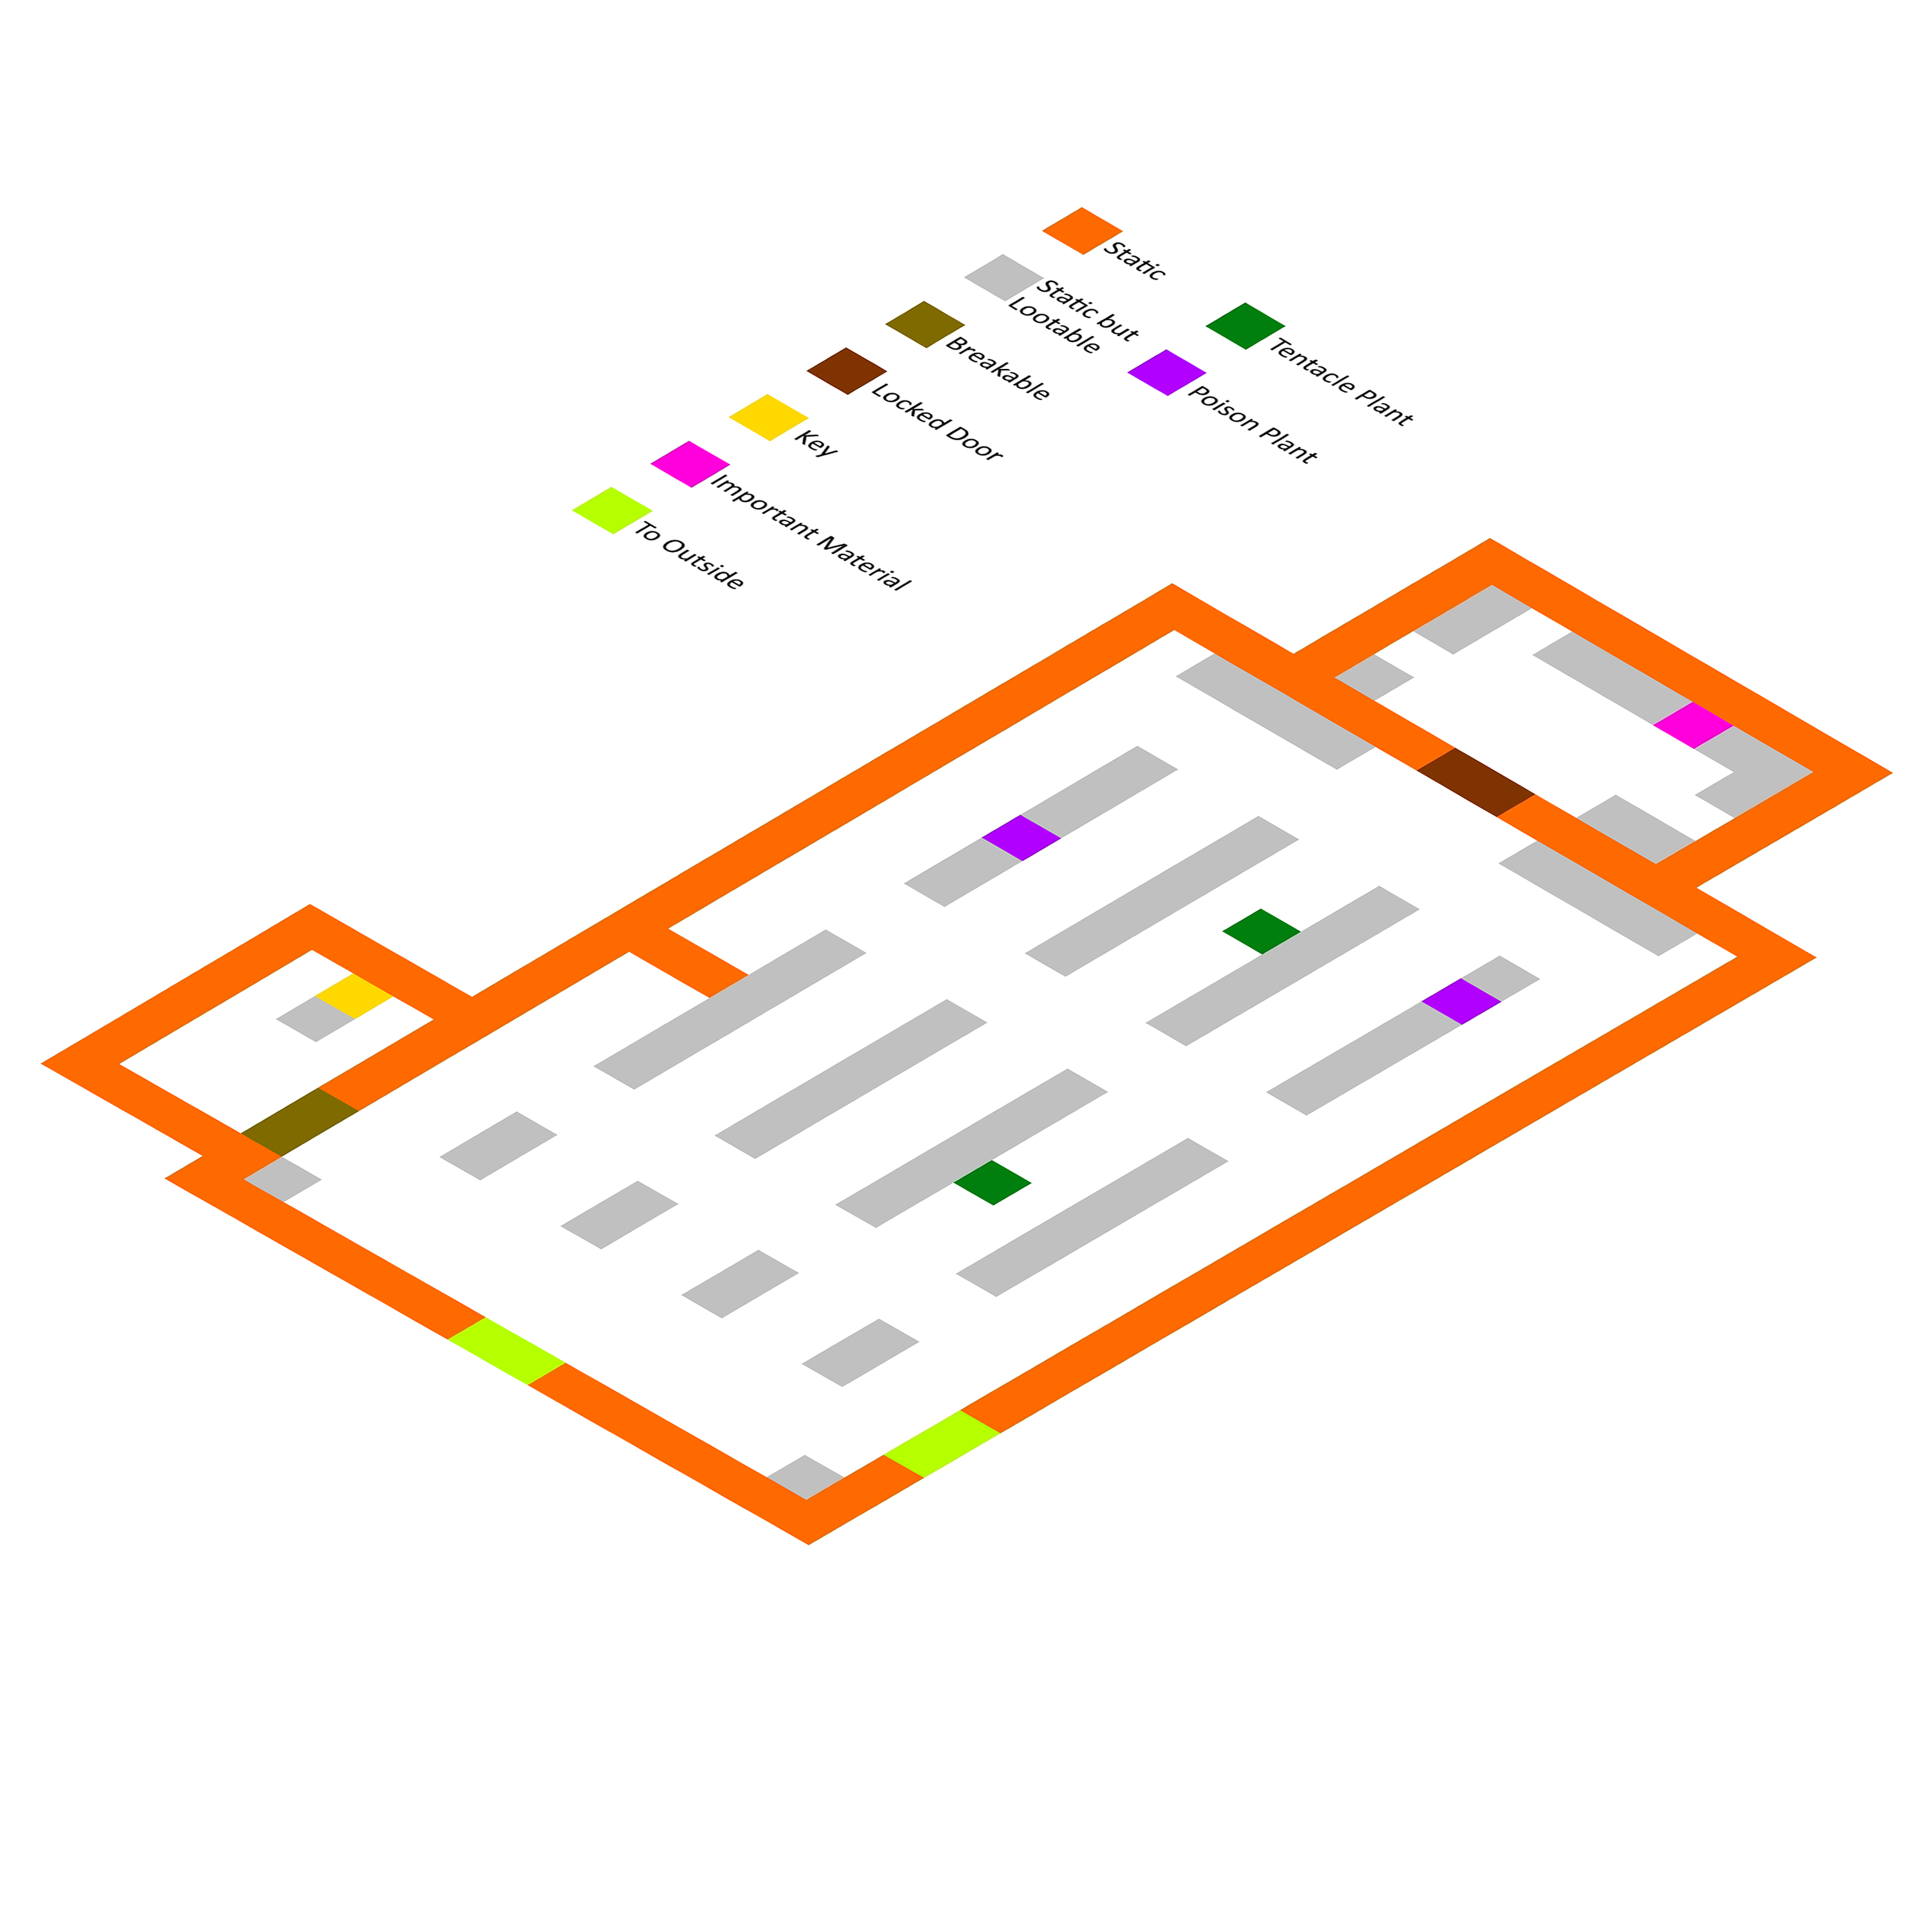 Static
Static but
Lootable
Breakable
Locked Door
Key
Important Material
To Outside
Tentacle Plant
Poison Plant